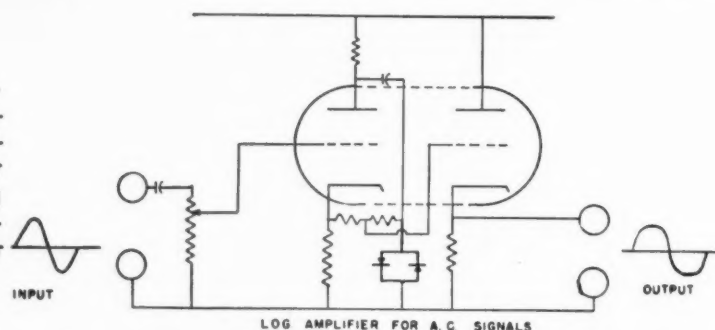 INPUT
OUTPUT
LOG AMPLIFIER FOR A.C. SIGNALS